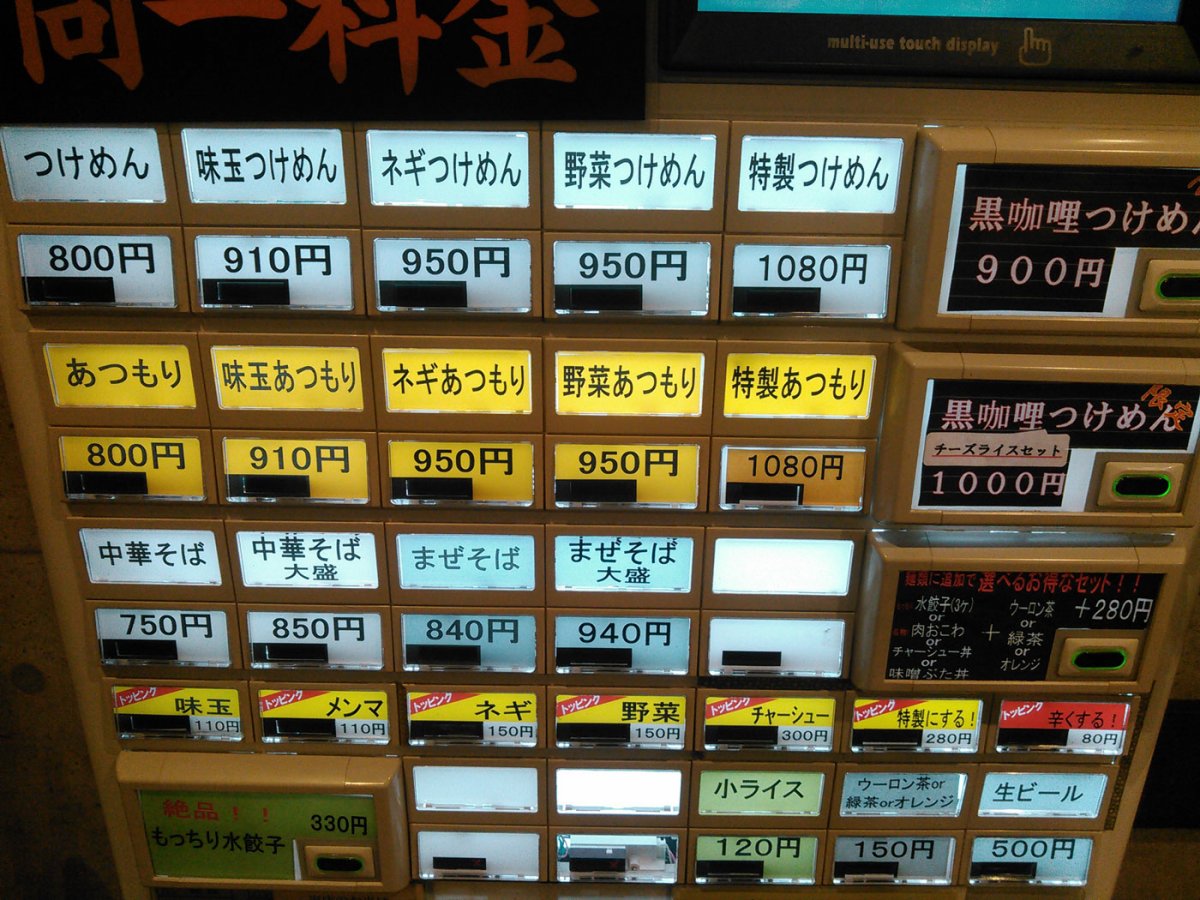 同一料金
multi-use touch display
つけめん
味玉つけめん
ネギつけめん
野菜つけめん
特製つけめん
800円
910円
950円
950円
1080円
黒咖哩つけめん
900円
あつもり
味玉あつもり
ネギあつもり
野菜あつもり
特製あつもり
800円
910円
950円
950円
1080円
限定
黒咖哩つけめん
チーズライスセット
1000円
中華そば
中華そば
大盛
まぜそば
まぜそば
大盛
750円
850円
840円
940円
麺類に追加で選べるお得なセット！！
水餃子(3ヶ)
or
肉おこわ
or
チャーシュー丼
or
味噌ぶた丼
＋
ウーロン茶
or
緑茶
or
オレンジ
＋280円
トッピング
味玉
110円
トッピング
メンマ
110円
トッピング
ネギ
150円
トッピング
野菜
150円
トッピング
チャーシュー
300円
トッピング
特製にする！
280円
トッピング
辛くする！
80円
絶品！！
もっちり水餃子
330円
小ライス
ウーロン茶or
緑茶orオレンジ
生ビール
120円
150円
500円